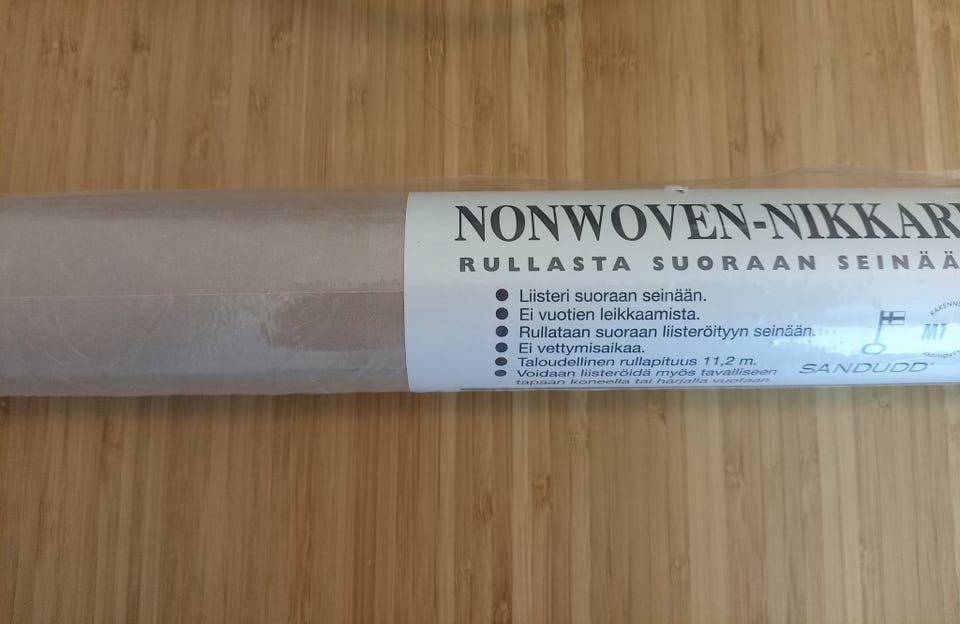 NONWOVEN-NIKKAR
RULLASTA SUORAAN SEINÄÄ
Liisteri suoraan seinään.
Ei vuotien leikkaamista.
Rullataan suoraan liisteröityyn seinään.
Ei vettymisaikaa.
Taloudellinen rullapituus 11,2 m.
Voidaan liisteröidä myös tavalliseen
tapaan koneella tai harjalla vuotaan.
SANDUDD
M1